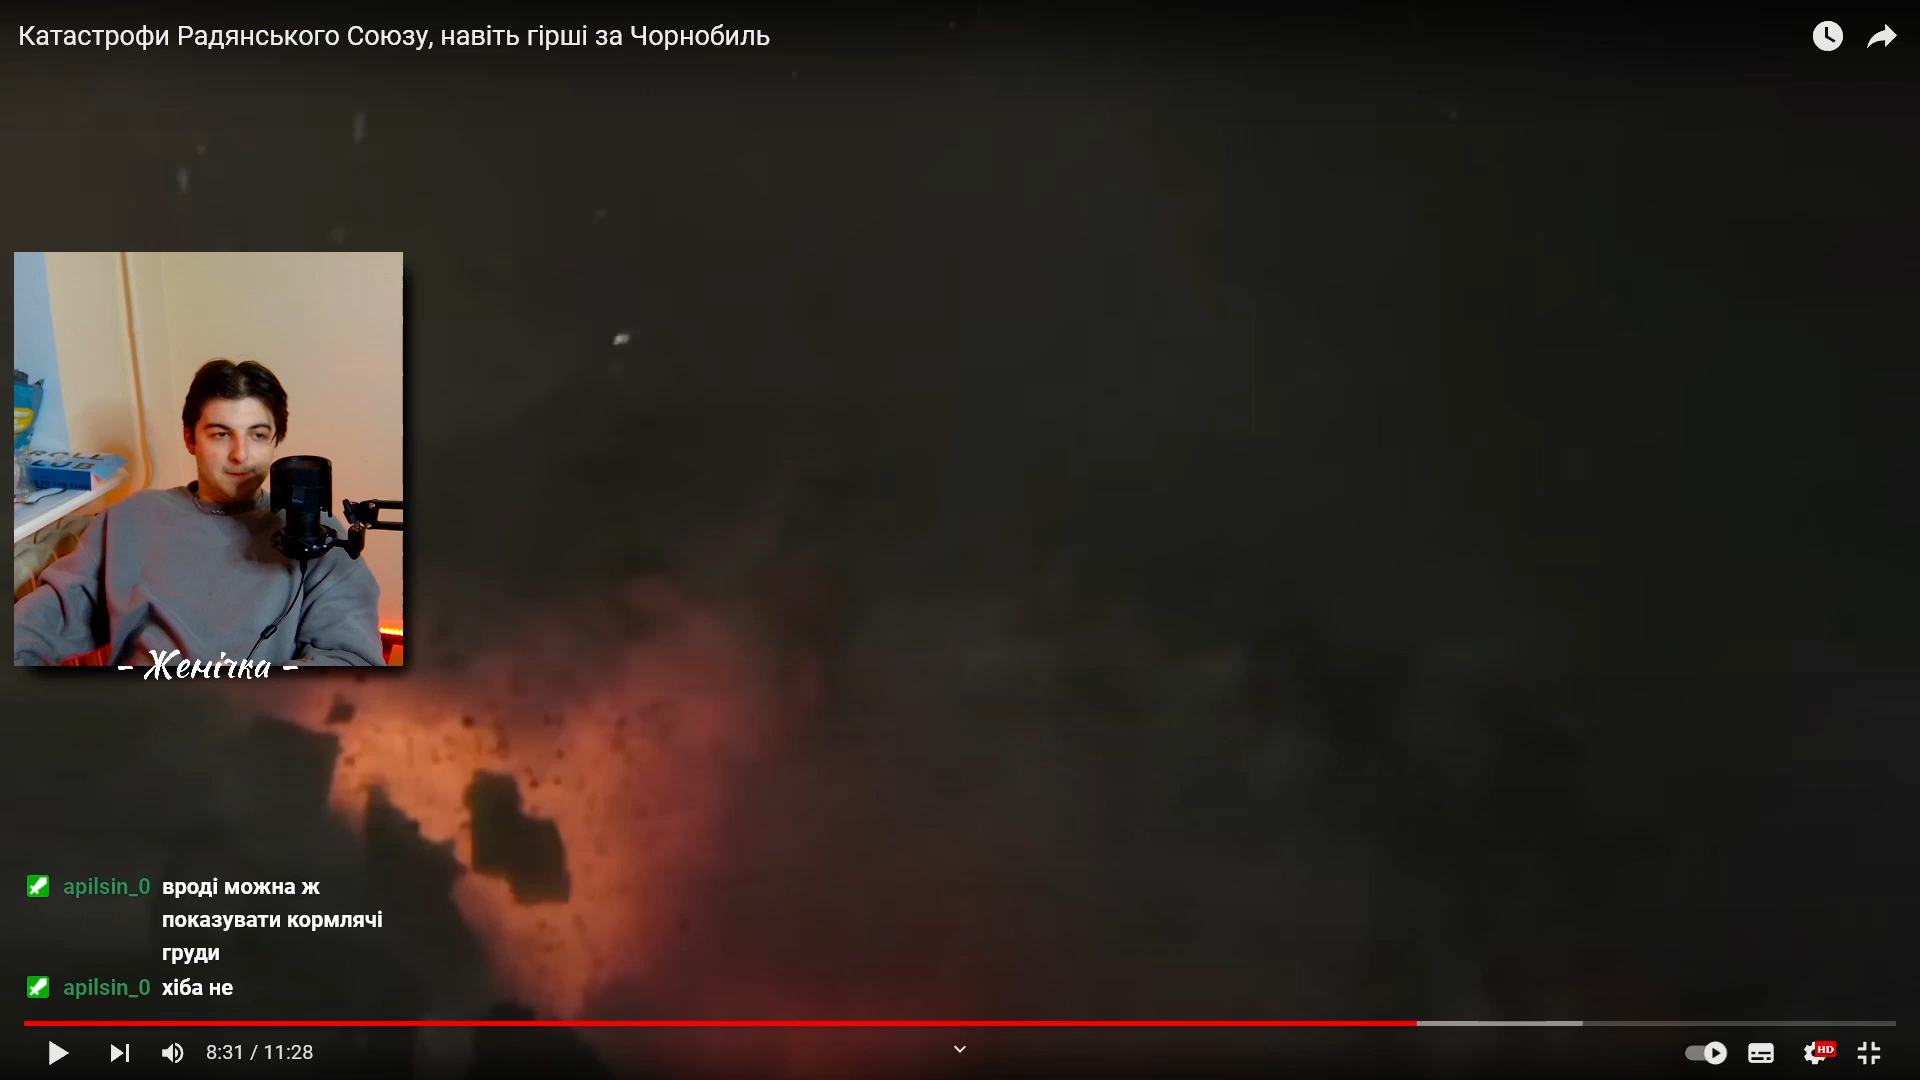 Катастрофи Радянського Союзу, навіть гірші за Чорнобиль
– Женічка –
apilsin_0 вроді можна ж
показувати кормлячі
груди
apilsin_0 хіба не
8:31 / 11:28
HD